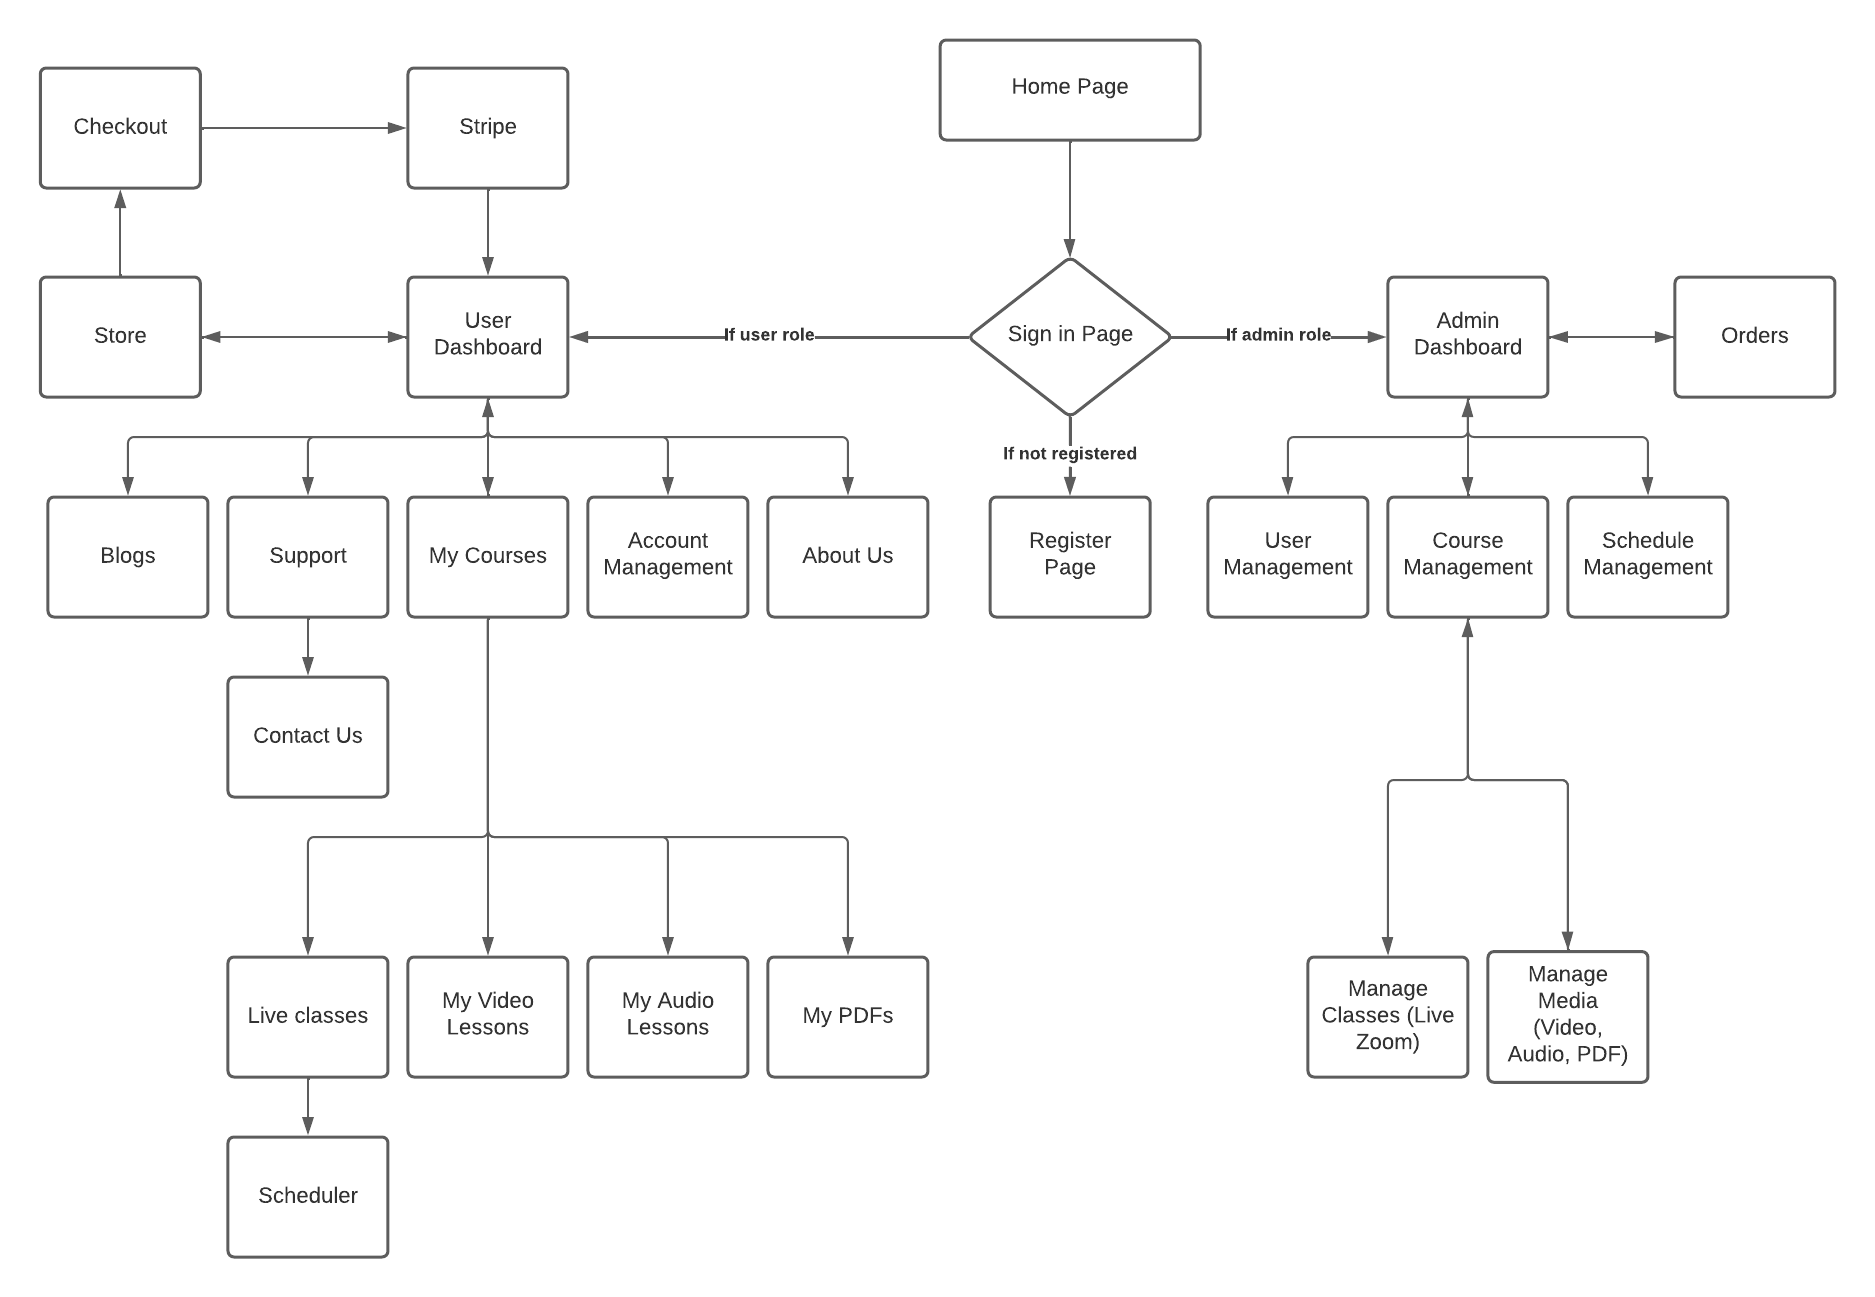 Home Page
Checkout
Stripe
Store
User
Dashboard
If user role
Sign in Page
If admin role
Admin
Dashboard
Orders
If not registered
Blogs
Support
My Courses
Account
Management
About Us
Register
Page
User
Management
Course
Management
Schedule
Management
Contact Us
Live classes
My Video
Lessons
My Audio
Lessons
My PDFs
Manage
Classes (Live
Zoom)
Manage
Media
(Video,
Audio, PDF)
Scheduler